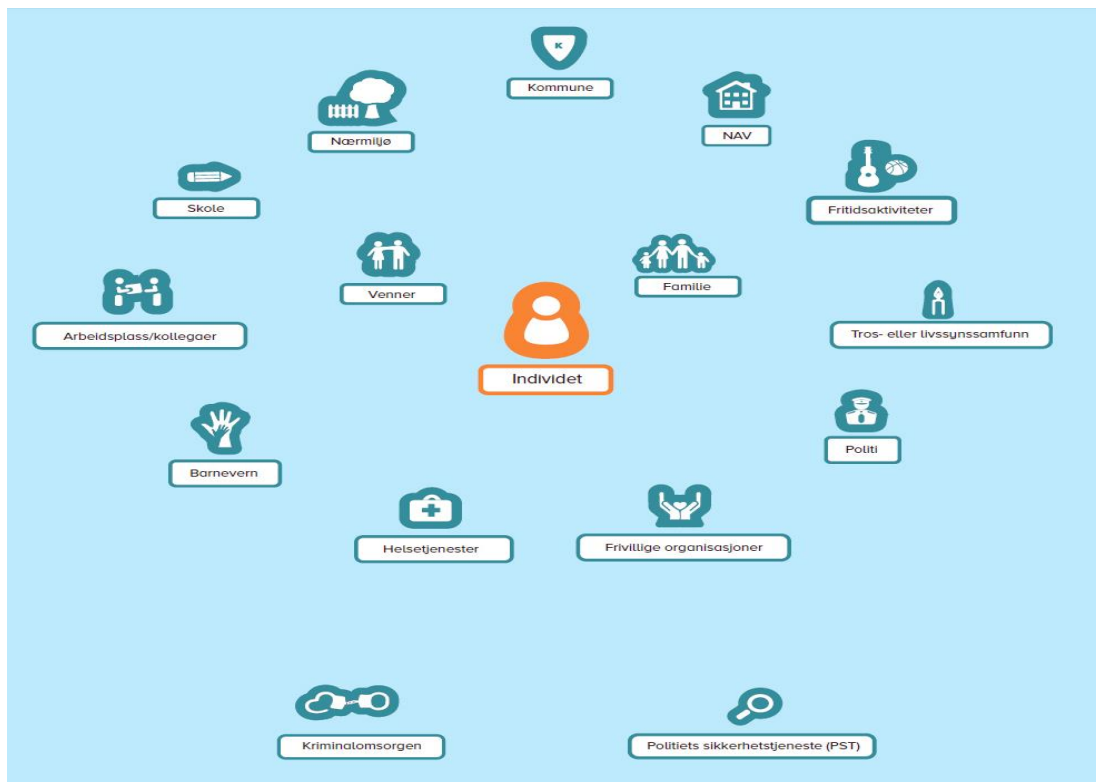 K
Kommune
NAV
Nærmiljø
Skole
Fritidsaktiviteter
Venner
Familie
Arbeidsplass/kollegaer
Tros- eller livssynssamfunn
Individet
Barnevern
Politi
Helsetjenester
Frivillige organisasjoner
Kriminalomsorgen
Politiets sikkerhetstjeneste (PST)